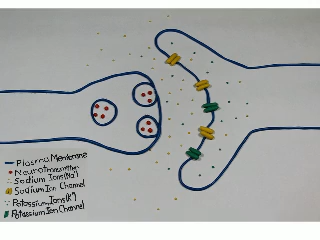 Plasma Membrane
Neurotransmitter
Sodium Ions (Na⁺)
Sodium Ion Channel
Potassium Ions (K⁺)
Potassium Ion Channel